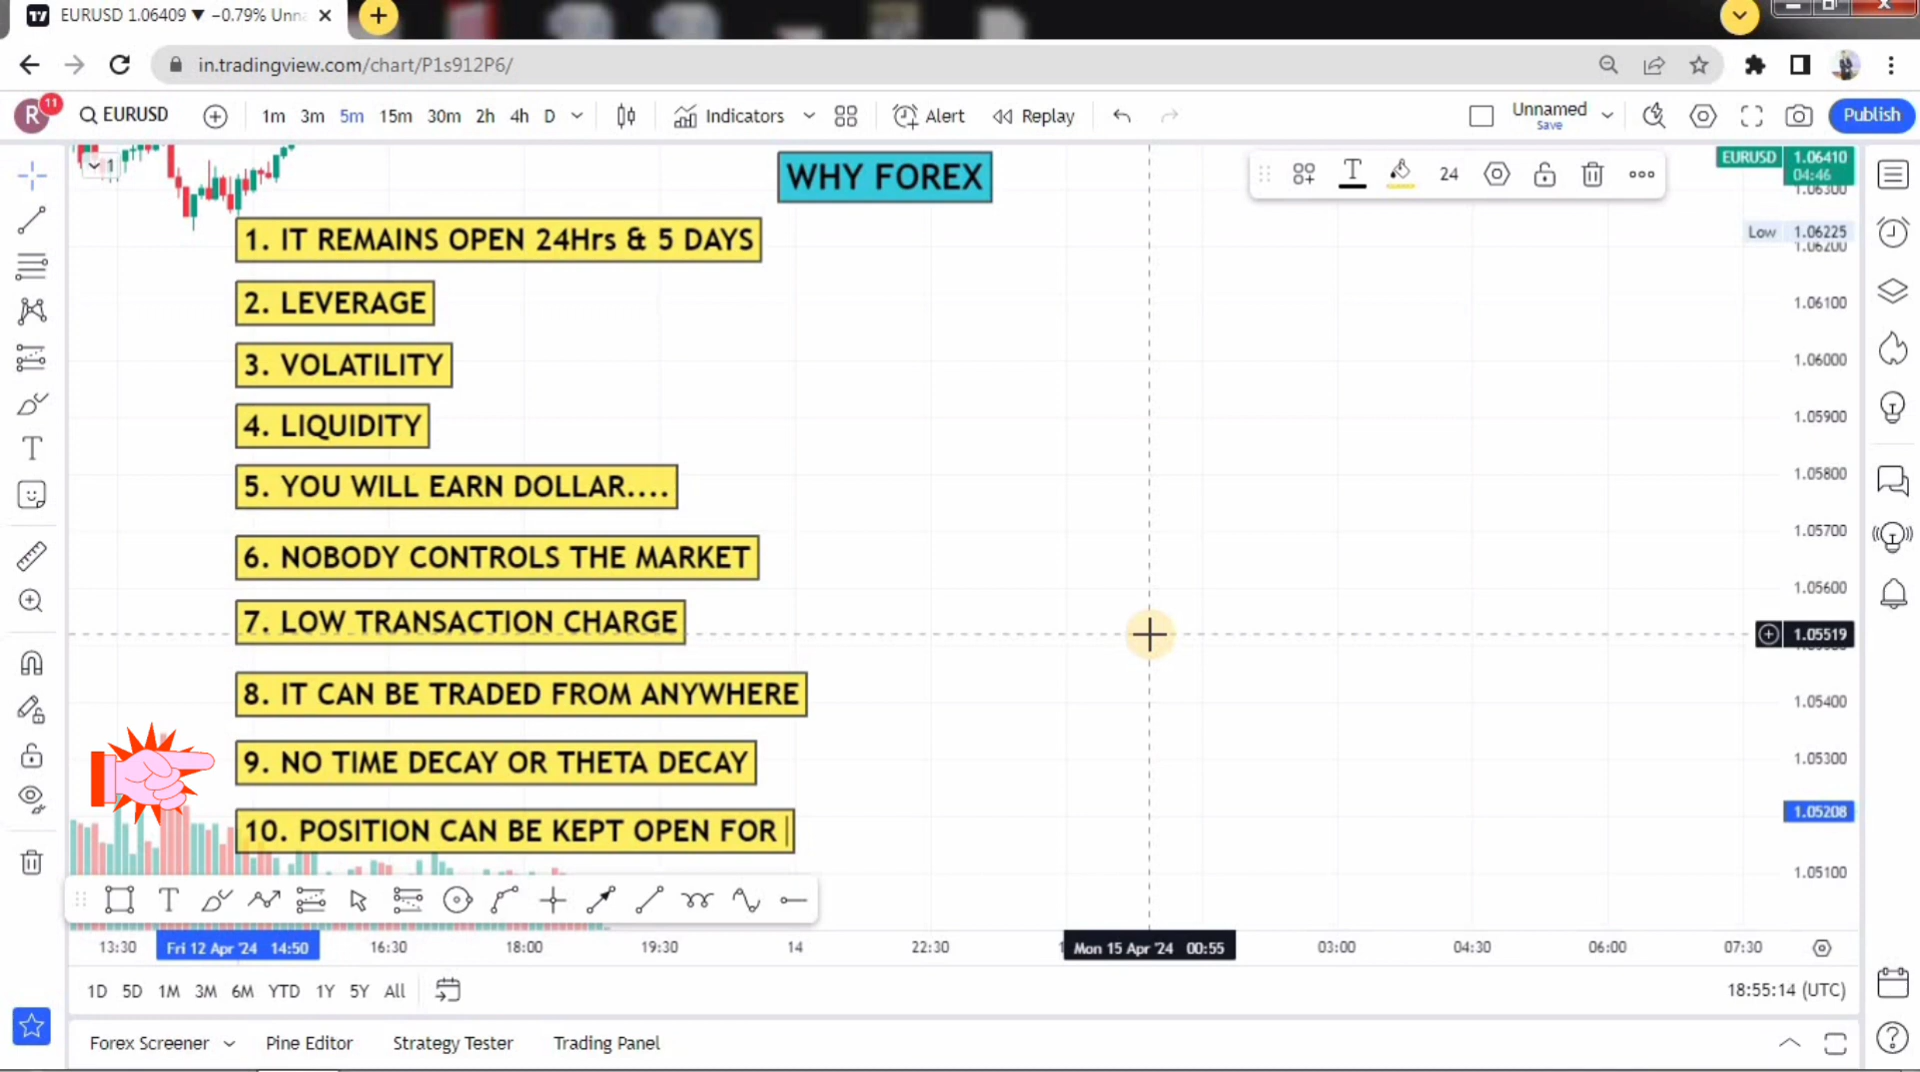 EURUSD 1.06409 ▼ −0.79% Unna
in.tradingview.com/chart/P1s912P6/
R 11 EURUSD 1m 3m 5m 15m 30m 2h 4h D Indicators Alert Replay Unnamed Save Publish
1
WHY FOREX
T 24
EURUSD 1.06410
04:46
1.06300
Low 1.06225
1.06200
1. IT REMAINS OPEN 24Hrs & 5 DAYS
2. LEVERAGE
1.06100
3. VOLATILITY
1.06000
4. LIQUIDITY
1.05900
5. YOU WILL EARN DOLLAR....
1.05800
1.05700
6. NOBODY CONTROLS THE MARKET
1.05600
7. LOW TRANSACTION CHARGE
1.05519
8. IT CAN BE TRADED FROM ANYWHERE
1.05400
9. NO TIME DECAY OR THETA DECAY
1.05300
1.05208
10. POSITION CAN BE KEPT OPEN FOR
1.05100
13:30 Fri 12 Apr '24 14:50 16:30 18:00 19:30 14 22:30 Mon 15 Apr '24 00:55 03:00 04:30 06:00 07:30
1D 5D 1M 3M 6M YTD 1Y 5Y All 18:55:14 (UTC)
Forex Screener Pine Editor Strategy Tester Trading Panel